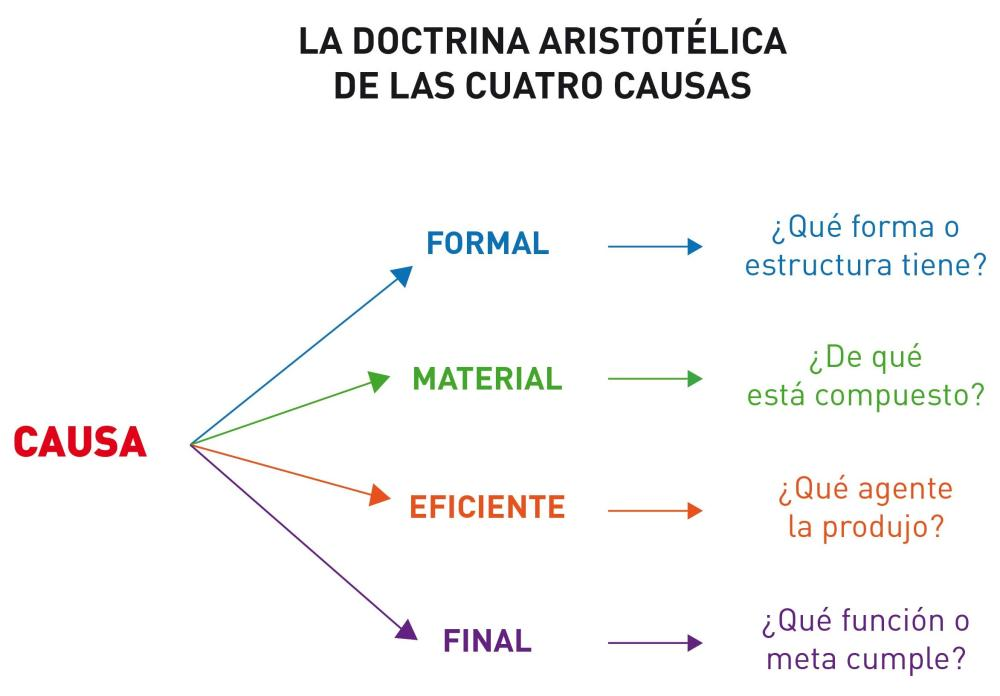 LA DOCTRINA ARISTOTÉLICA
DE LAS CUATRO CAUSAS
CAUSA
FORMAL
¿Qué forma o
estructura tiene?
MATERIAL
¿De qué
está compuesto?
EFICIENTE
¿Qué agente
la produjo?
FINAL
¿Qué función o
meta cumple?